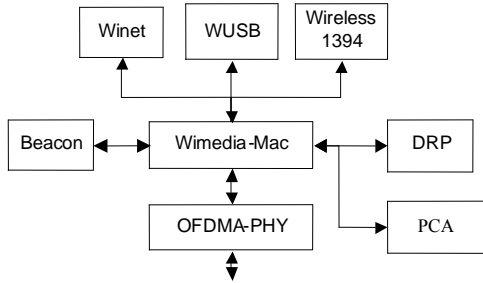 Winet
WUSB
Wireless
1394
Beacon
Wimedia-Mac
DRP
OFDMA-PHY
PCA